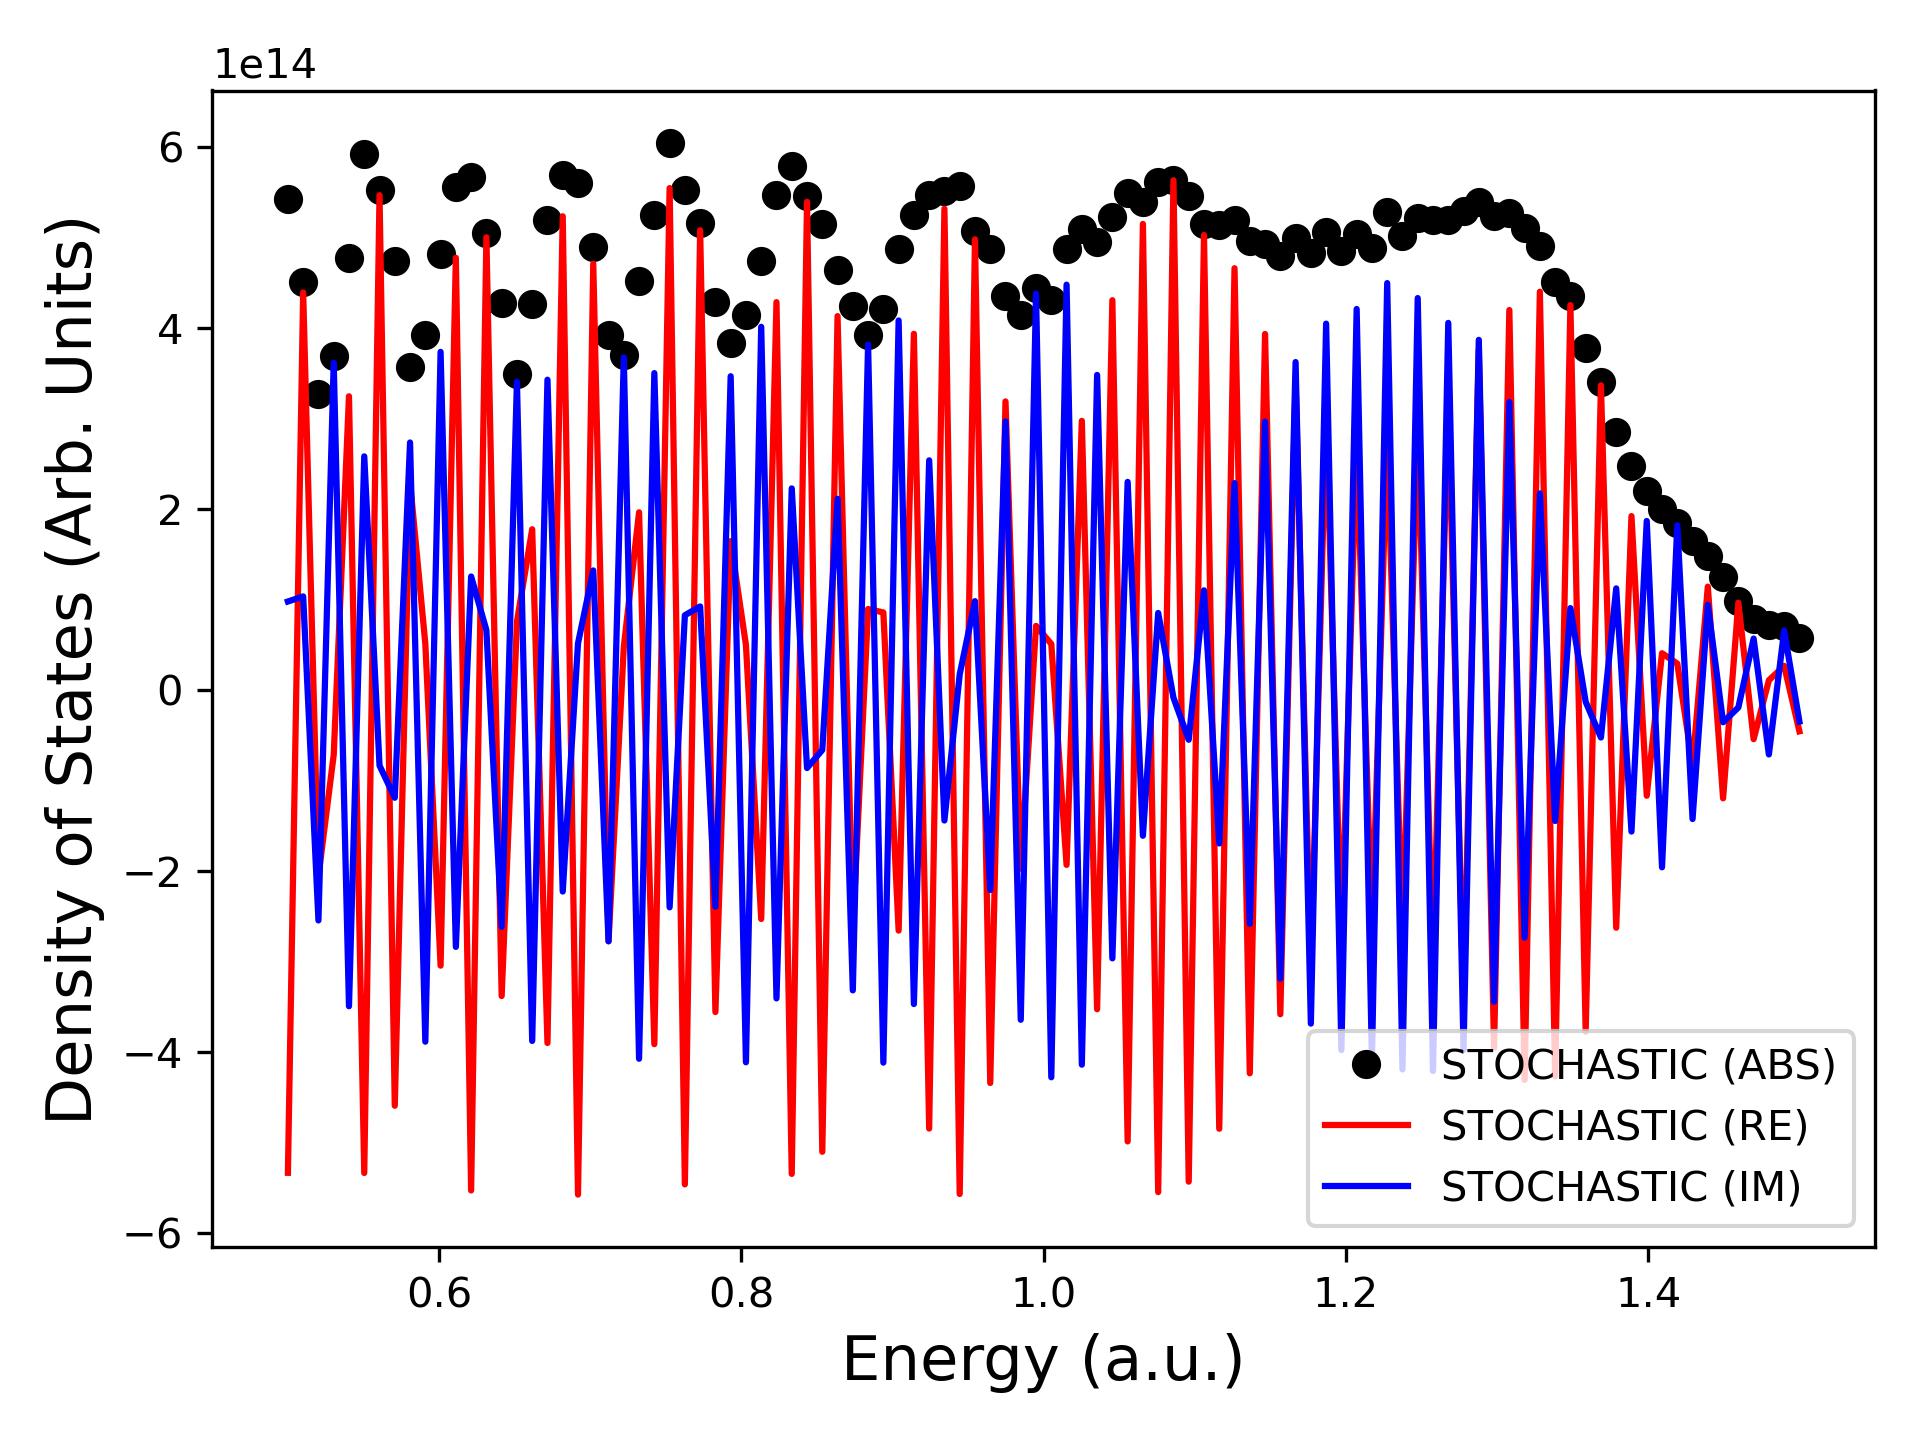 1e14
6
4
2
0
−2
−4
−6
Density of States (Arb. Units)
STOCHASTIC (ABS)
STOCHASTIC (RE)
STOCHASTIC (IM)
0.6 0.8 1.0 1.2 1.4
Energy (a.u.)